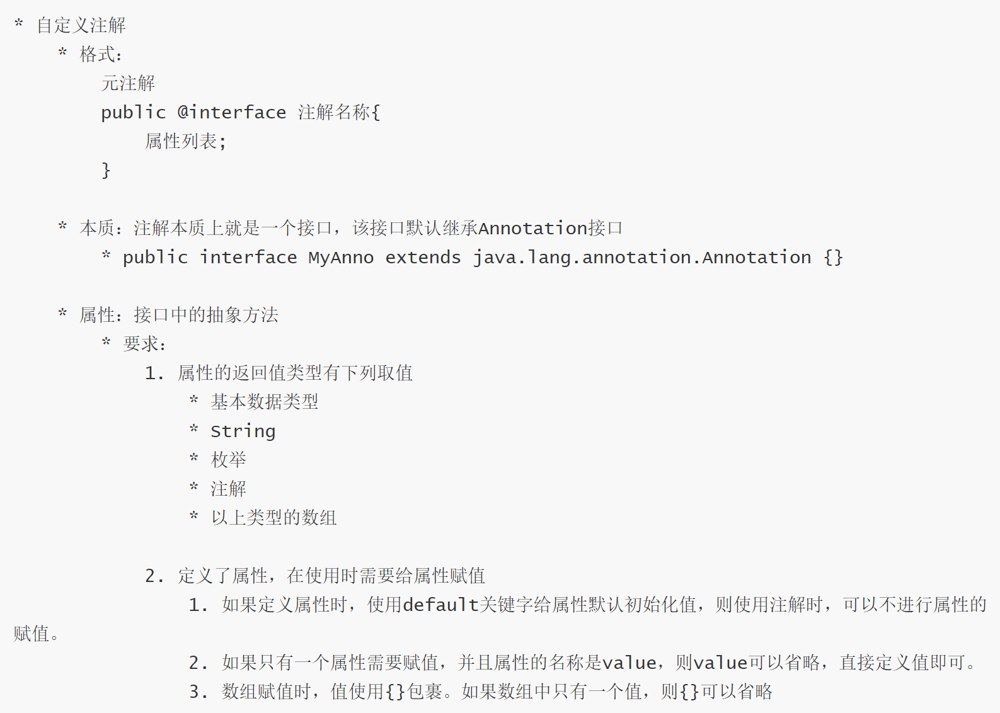 * 自定义注解
* 格式：
元注解
public @interface 注解名称{
属性列表;
}
* 本质：注解本质上就是一个接口，该接口默认继承Annotation接口
* public interface MyAnno extends java.lang.annotation.Annotation {}
* 属性：接口中的抽象方法
* 要求：
1. 属性的返回值类型有下列取值
* 基本数据类型
* String
* 枚举
* 注解
* 以上类型的数组
2. 定义了属性，在使用时需要给属性赋值
1. 如果定义属性时，使用default关键字给属性默认初始化值，则使用注解时，可以不进行属性的
赋值。
2. 如果只有一个属性需要赋值，并且属性的名称是value，则value可以省略，直接定义值即可。
3. 数组赋值时，值使用{}包裹。如果数组中只有一个值，则{}可以省略